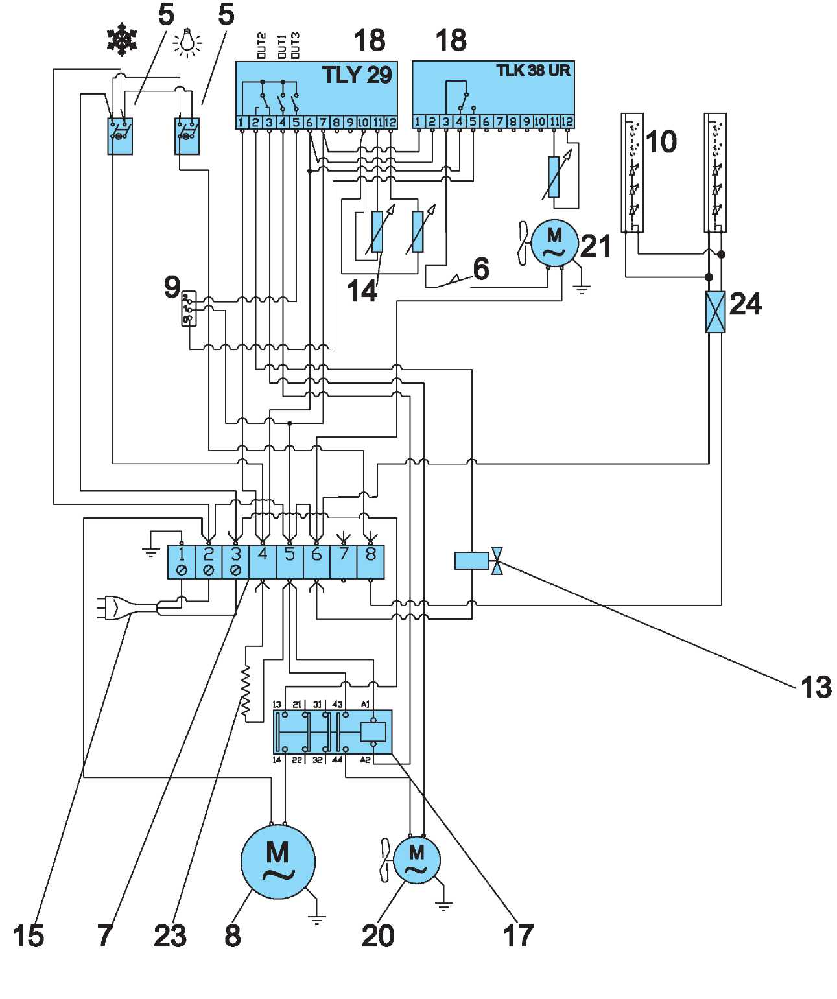 5 5
OUT2 OUT1 OUT3 18 18
TLY 29 TLK 38 UR
1 2 3 4 5 6 7 8 9 10 11 12
1 2 3 4 5 6 7 8 9 10 11 12
10
M 21
6
9 14 24
2
1
0
1 2 3 4 5 6 7 8
13
13 21 31 43 A1
14 22 32 44 A2
M M
15 7 23 8 20 17